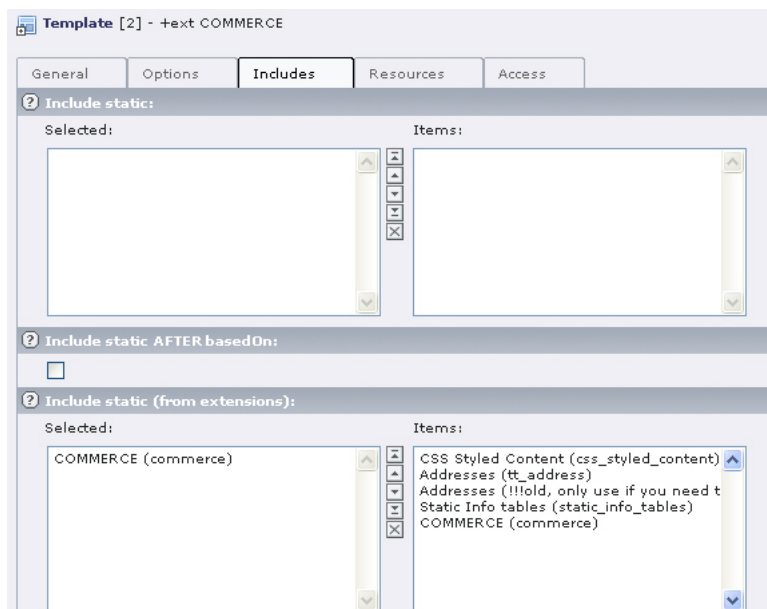 Template [2] - +ext COMMERCE
General Options Includes Resources Access
Include static:
Selected: Items:
Include static AFTER basedOn:
Include static (from extensions):
Selected: Items:
COMMERCE (commerce)
CSS Styled Content (css_styled_content)
Addresses (tt_address)
Addresses (!!!old, only use if you need t
Static Info tables (static_info_tables)
COMMERCE (commerce)